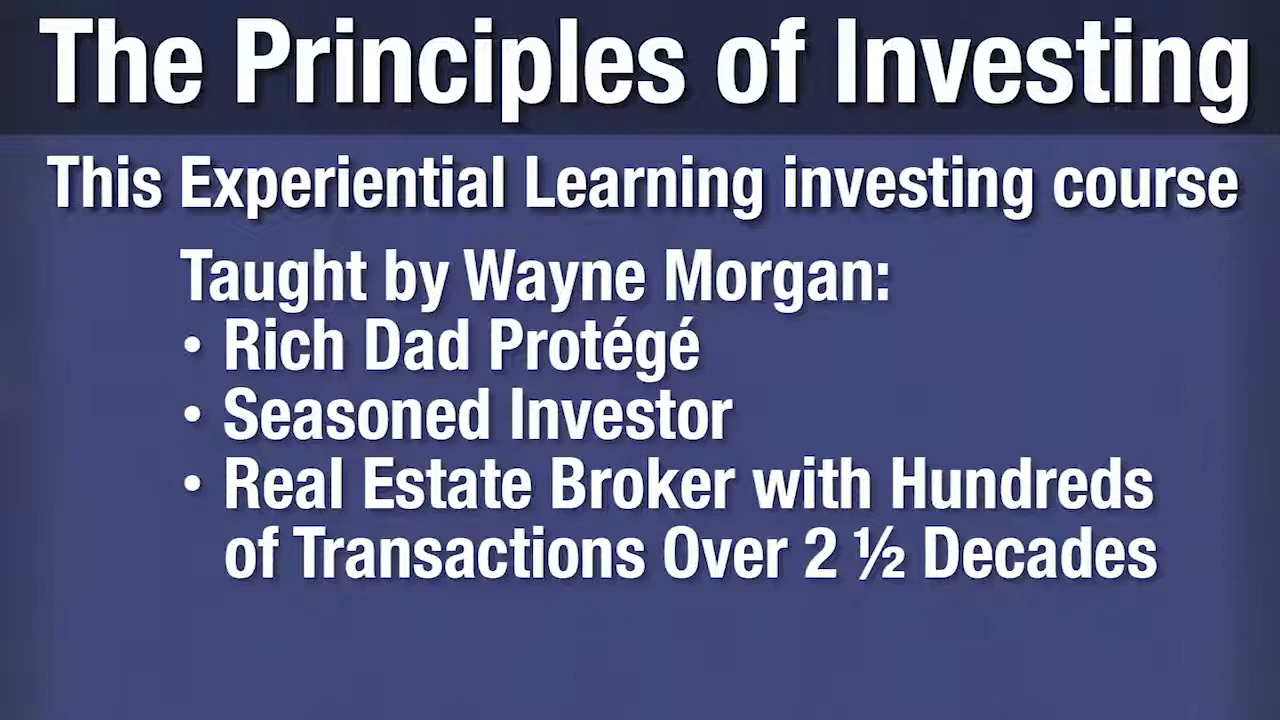 The Principles of Investing
This Experiential Learning investing course
Taught by Wayne Morgan:
• Rich Dad Protégé
• Seasoned Investor
• Real Estate Broker with Hundreds
of Transactions Over 2 ½ Decades